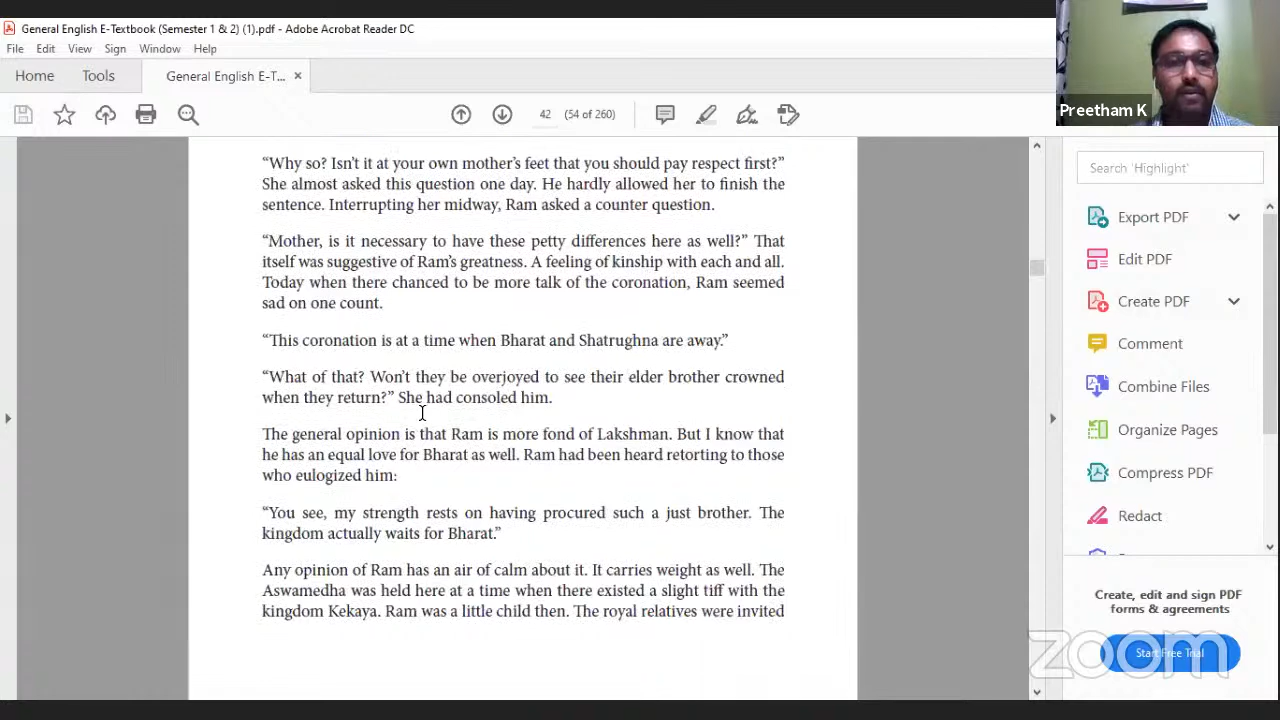 General English E-Textbook (Semester 1 & 2) (1).pdf - Adobe Acrobat Reader DC
File Edit View Sign Window Help
Home Tools General English E-T... ×
42 (54 of 260)
Preetham K
“Why so? Isn’t it at your own mother’s feet that you should pay respect first?”
She almost asked this question one day. He hardly allowed her to finish the
sentence. Interrupting her midway, Ram asked a counter question.
“Mother, is it necessary to have these petty differences here as well?” That
itself was suggestive of Ram’s greatness. A feeling of kinship with each and all.
Today when there chanced to be more talk of the coronation, Ram seemed
sad on one count.
“This coronation is at a time when Bharat and Shatrughna are away.”
“What of that? Won’t they be overjoyed to see their elder brother crowned
when they return?” She had consoled him.
The general opinion is that Ram is more fond of Lakshman. But I know that
he has an equal love for Bharat as well. Ram had been heard retorting to those
who eulogized him:
“You see, my strength rests on having procured such a just brother. The
kingdom actually waits for Bharat.”
Any opinion of Ram has an air of calm about it. It carries weight as well. The
Aswamedha was held here at a time when there existed a slight tiff with the
kingdom Kekaya. Ram was a little child then. The royal relatives were invited
Search 'Highlight'
Export PDF
Edit PDF
Create PDF
Comment
Combine Files
Organize Pages
Compress PDF
Redact
Create, edit and sign PDF
forms & agreements
Start Free Trial
zoom